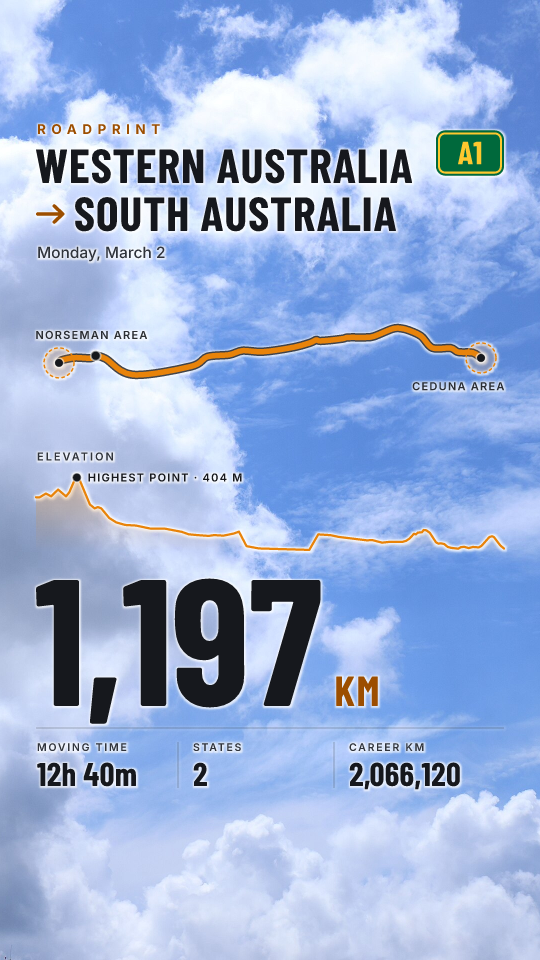 ROADPRINT
WESTERN AUSTRALIA
→ SOUTH AUSTRALIA
A1
Monday, March 2
NORSEMAN AREA
CEDUNA AREA
ELEVATION
HIGHEST POINT · 404 M
1,197 KM
MOVING TIME
12h 40m
STATES
2
CAREER KM
2,066,120